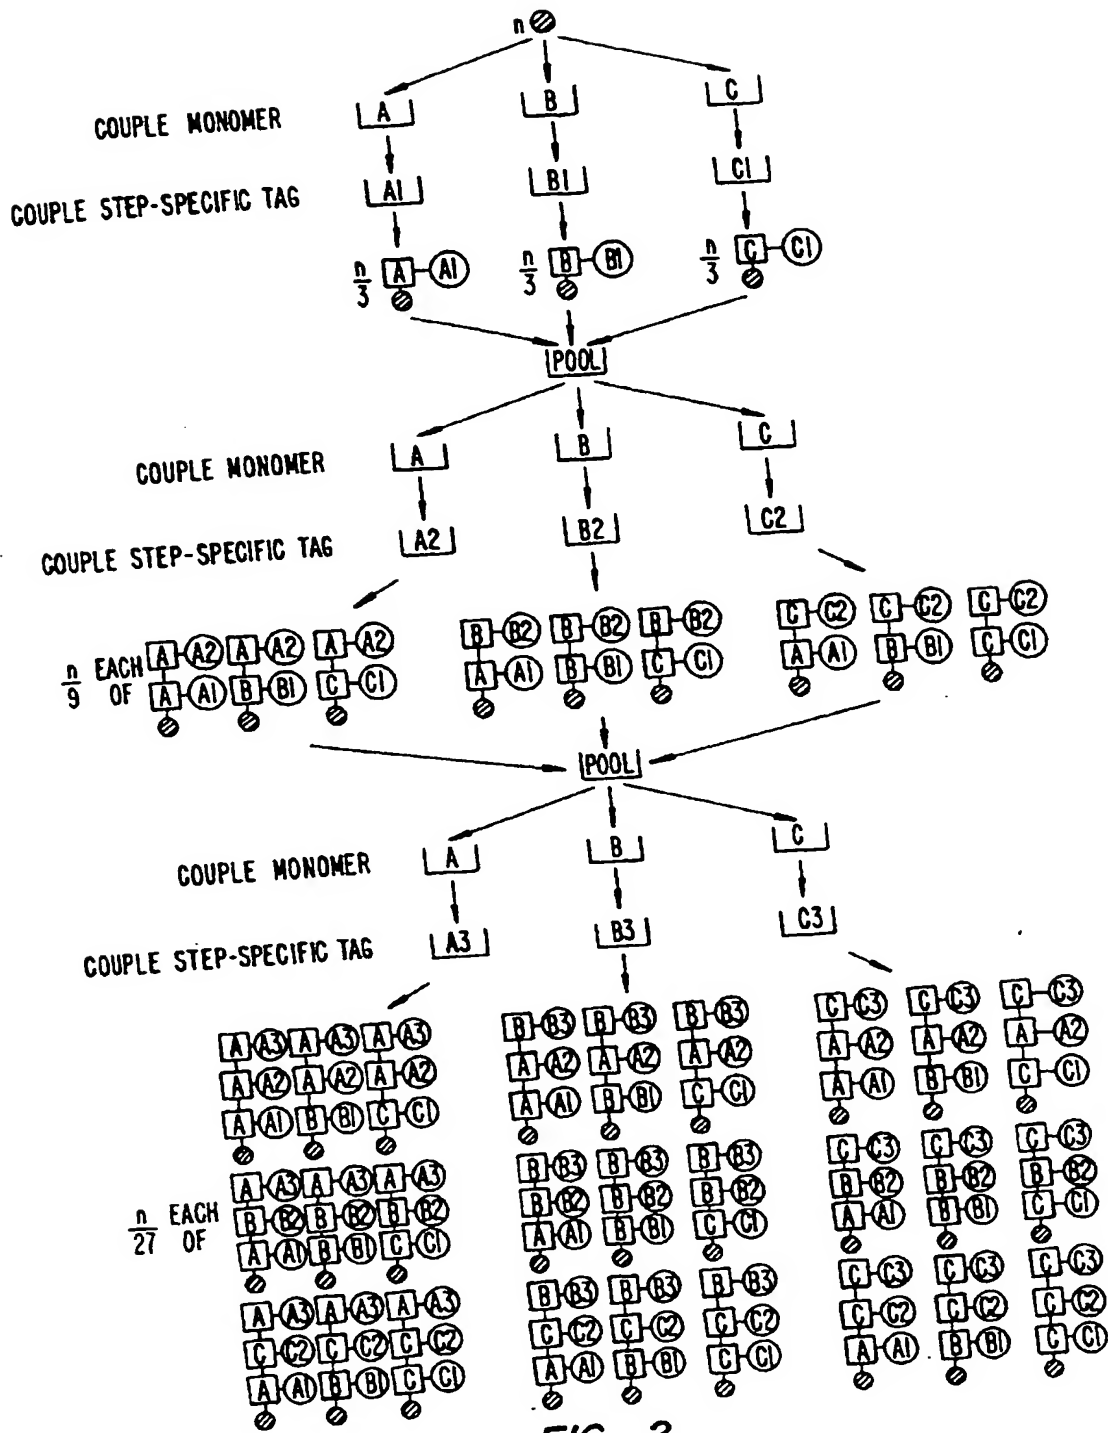 n
A B C
COUPLE MONOMER
A1 B1 C1
COUPLE STEP-SPECIFIC TAG
n/3 A A1 n/3 B B1 n/3 C C1
POOL
A B C
COUPLE MONOMER
A2 B2 C2
COUPLE STEP-SPECIFIC TAG
A A2 A A2 A A2 B B2 B B2 B B2 C C2 C C2 C C2
n/9 EACH OF A A1 B B1 C C1 A A1 B B1 C C1 A A1 B B1 C C1
POOL
A B C
COUPLE MONOMER
A3 B3 C3
COUPLE STEP-SPECIFIC TAG
A A3 A A3 A A3 B B3 B B3 B B3 C C3 C C3 C C3
A A2 A A2 A A2 A A2 A A2 A A2 A A2 A A2 A A2
A A1 B B1 C C1 A A1 B B1 C C1 A A1 B B1 C C1
A A3 A A3 A A3 B B3 B B3 B B3 C C3 C C3 C C3
n/27 EACH OF B B2 B B2 B B2 B B2 B B2 B B2 B B2 B B2 B B2
A A1 B B1 C C1 A A1 B B1 C C1 A A1 B B1 C C1
A A3 A A3 A A3 B B3 B B3 B B3 C C3 C C3 C C3
C C2 C C2 C C2 C C2 C C2 C C2 C C2 C C2 C C2
A A1 B B1 C C1 A A1 B B1 C C1 A A1 B B1 C C1